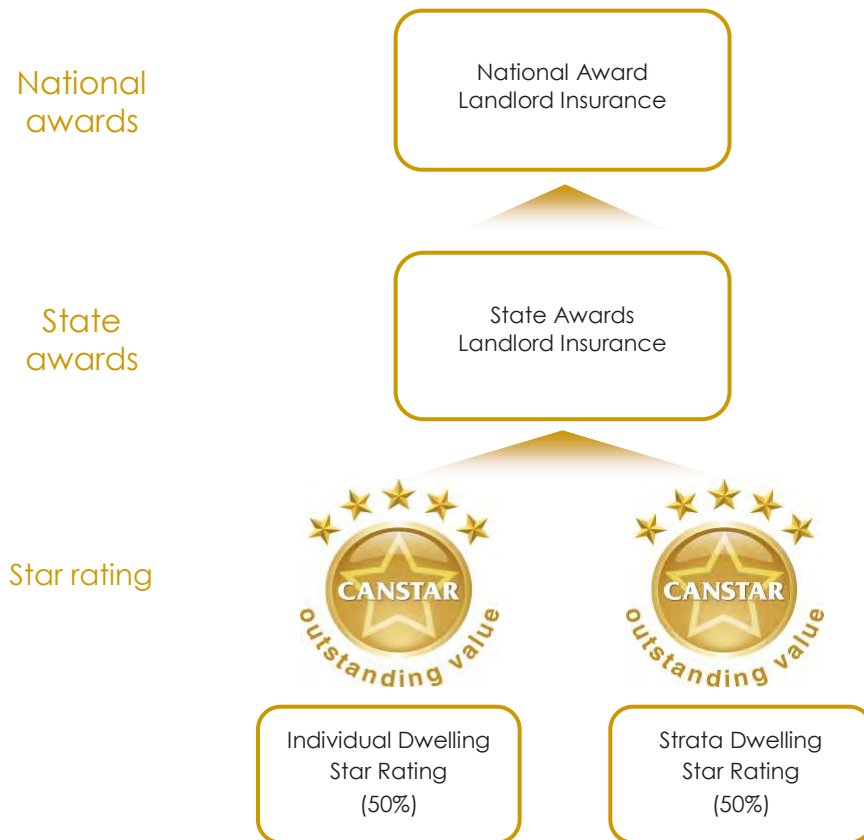 National
awards
National Award
Landlord Insurance
State
awards
State Awards
Landlord Insurance
Star rating
CANSTAR
outstanding value
CANSTAR
outstanding value
Individual Dwelling
Star Rating
(50%)
Strata Dwelling
Star Rating
(50%)